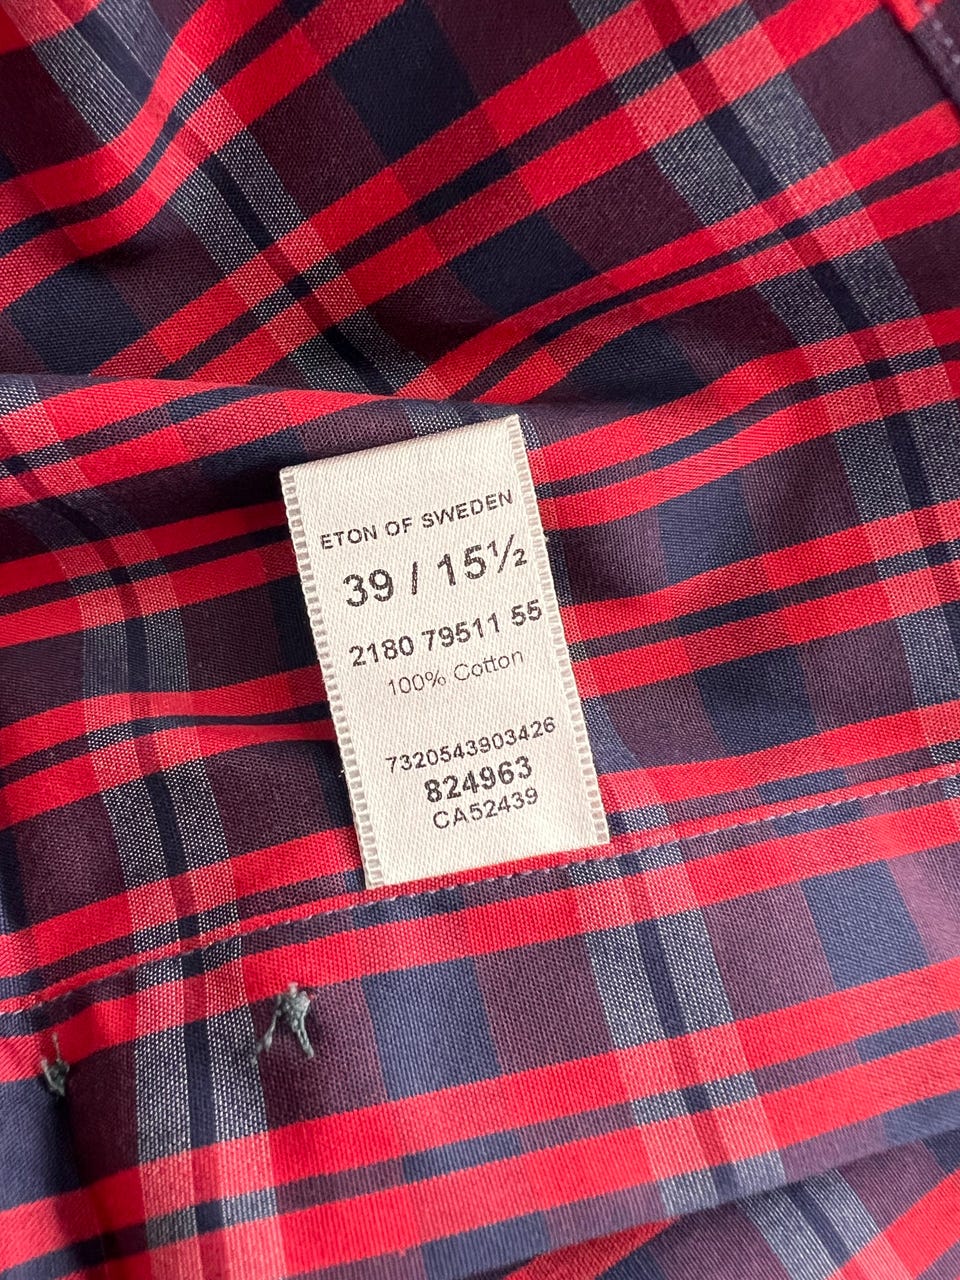 ETON OF SWEDEN
39 / 15½
2180 79511 55
100% Cotton
7320543903426
824963
CA52439